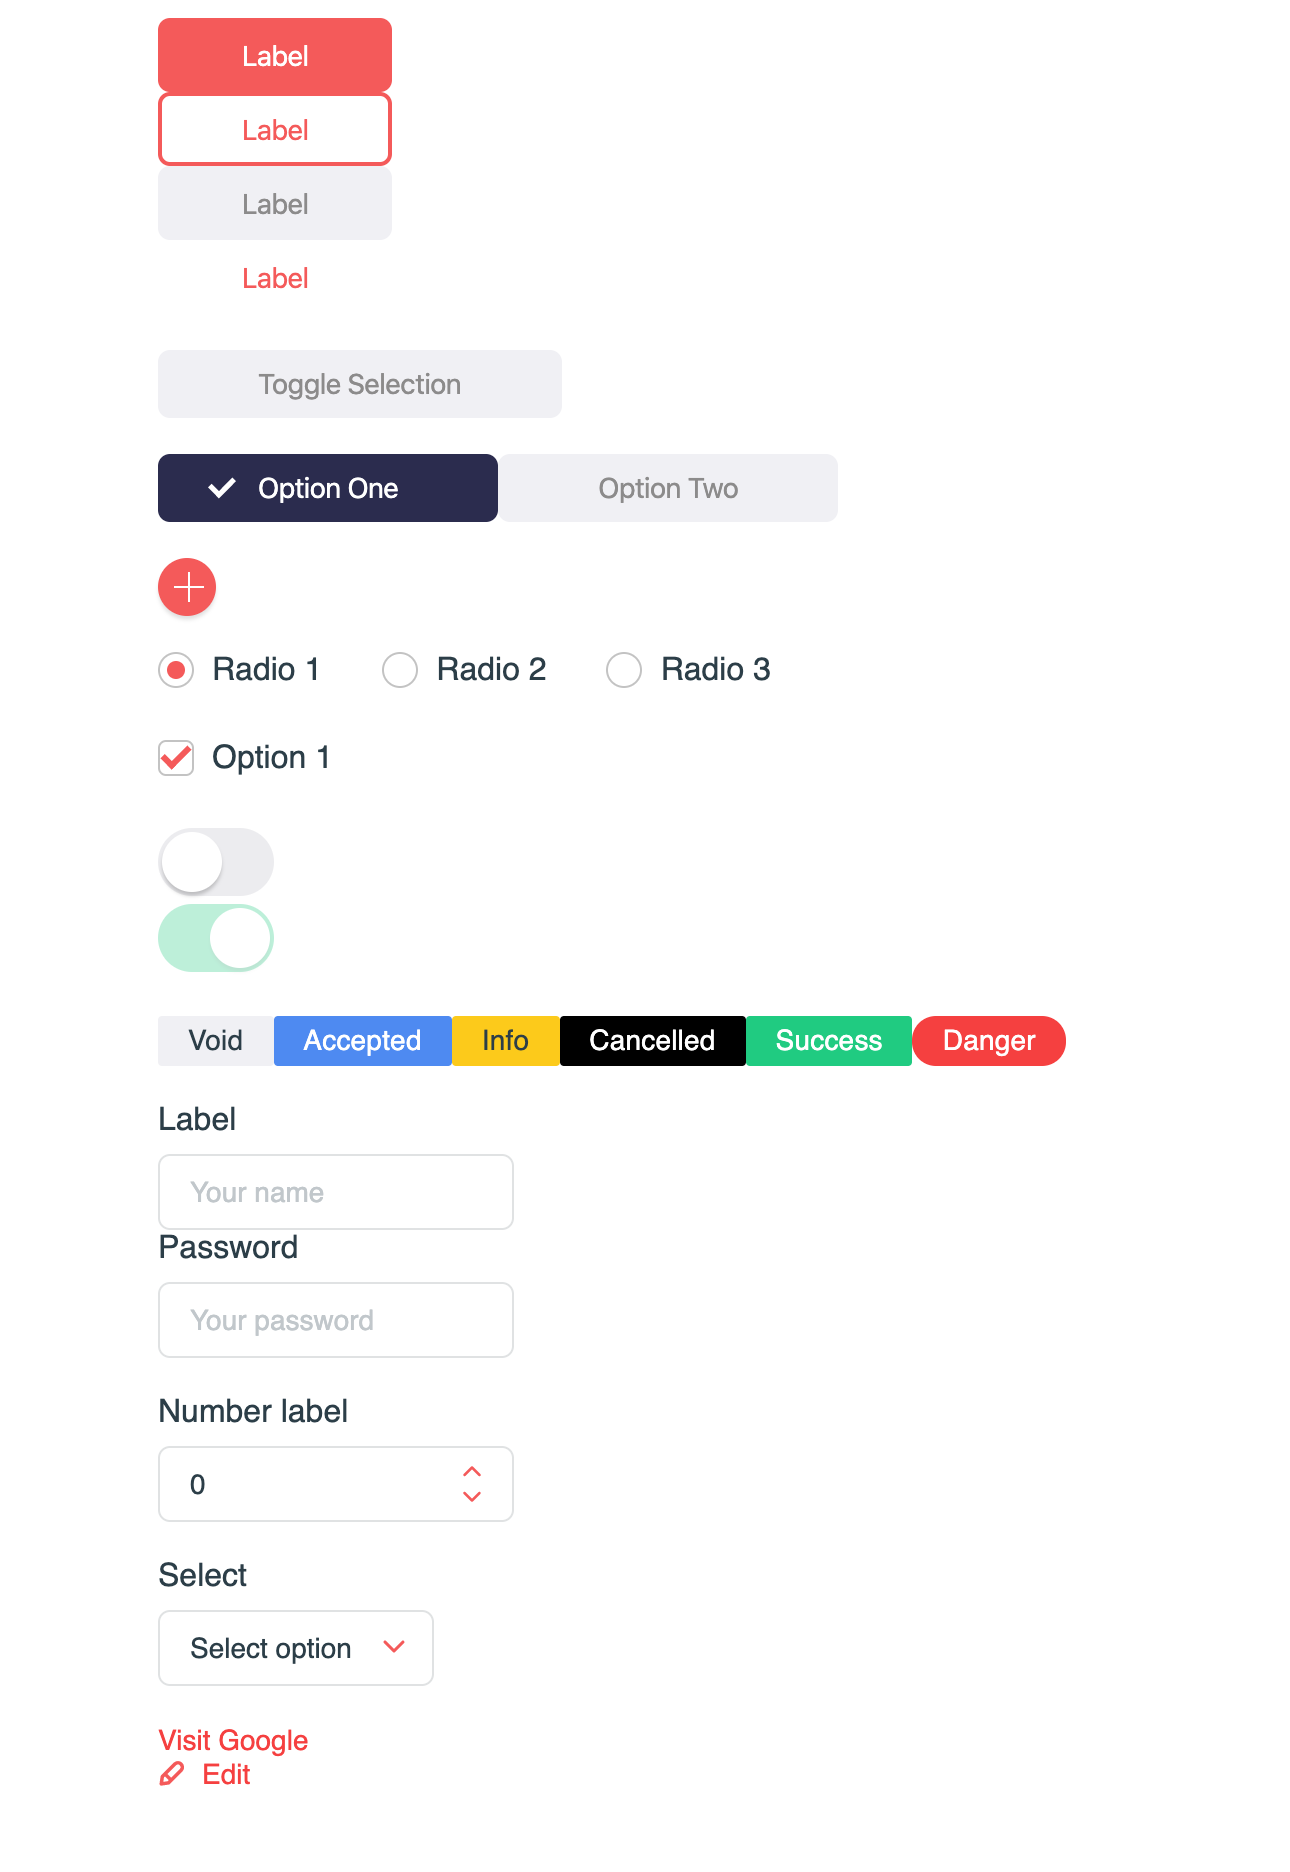 Label
Label
Label
Label
Toggle Selection
Option One Option Two
Radio 1 Radio 2 Radio 3
Option 1
Void Accepted Info Cancelled Success Danger
Label
Your name
Password
Your password
Number label
0
Select
Select option
Visit Google
Edit